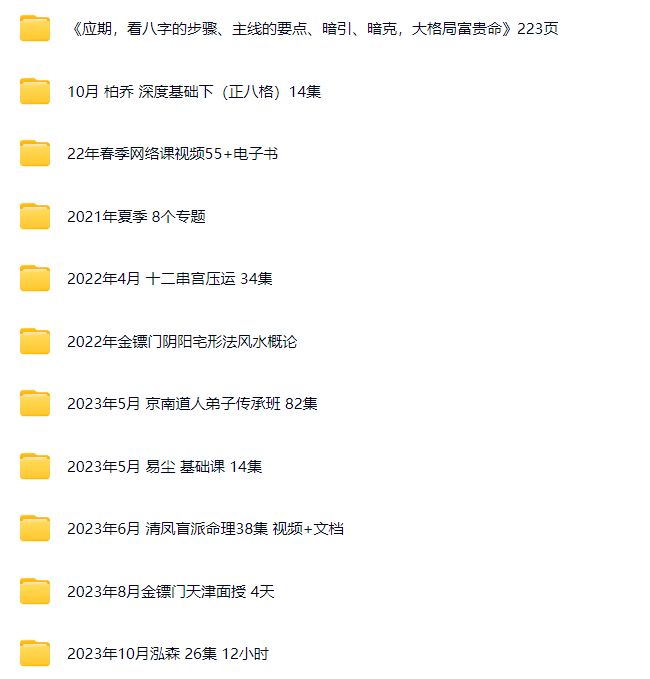 《应期，看八字的步骤、主线的要点、暗引、暗克，大格局富贵命》223页
10月 柏乔 深度基础下（正八格）14集
22年春季网络课视频55+电子书
2021年夏季 8个专题
2022年4月 十二串宫压运 34集
2022年金镖门阴阳宅形法风水概论
2023年5月 京南道人弟子传承班 82集
2023年5月 易尘 基础课 14集
2023年6月 清凤盲派命理38集 视频+文档
2023年8月金镖门天津面授 4天
2023年10月泓森 26集 12小时